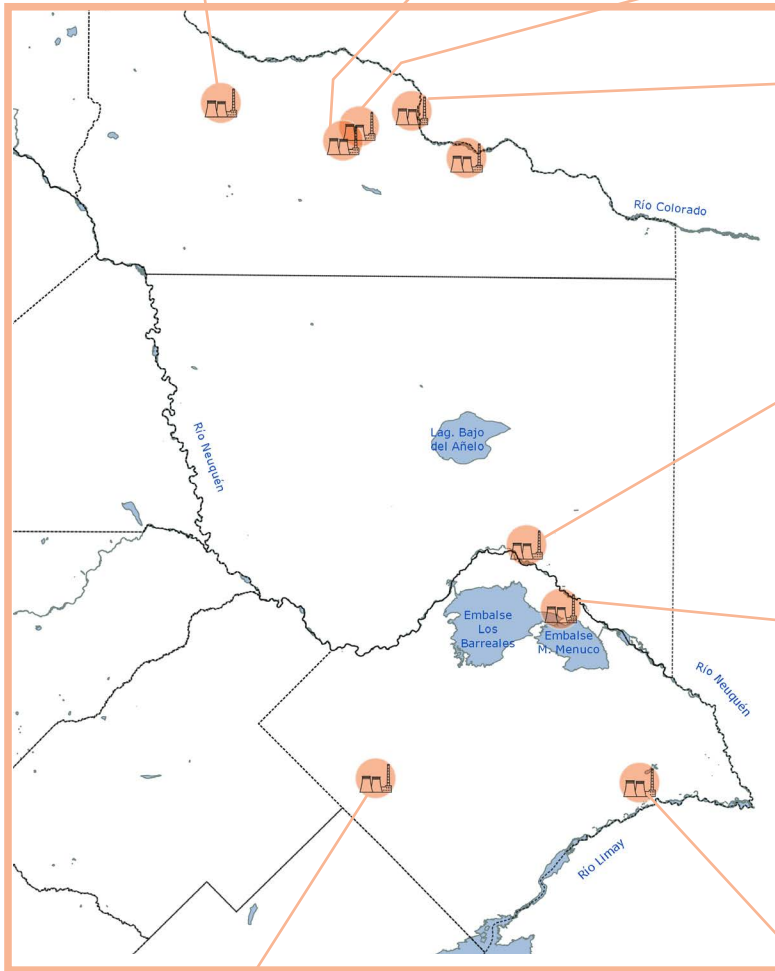 Río Colorado
Río Neuquén
Lag. Bajo
del Añelo
Embalse
Los
Barreales
Embalse
M. Menuco
Río Neuquén
Río Limay